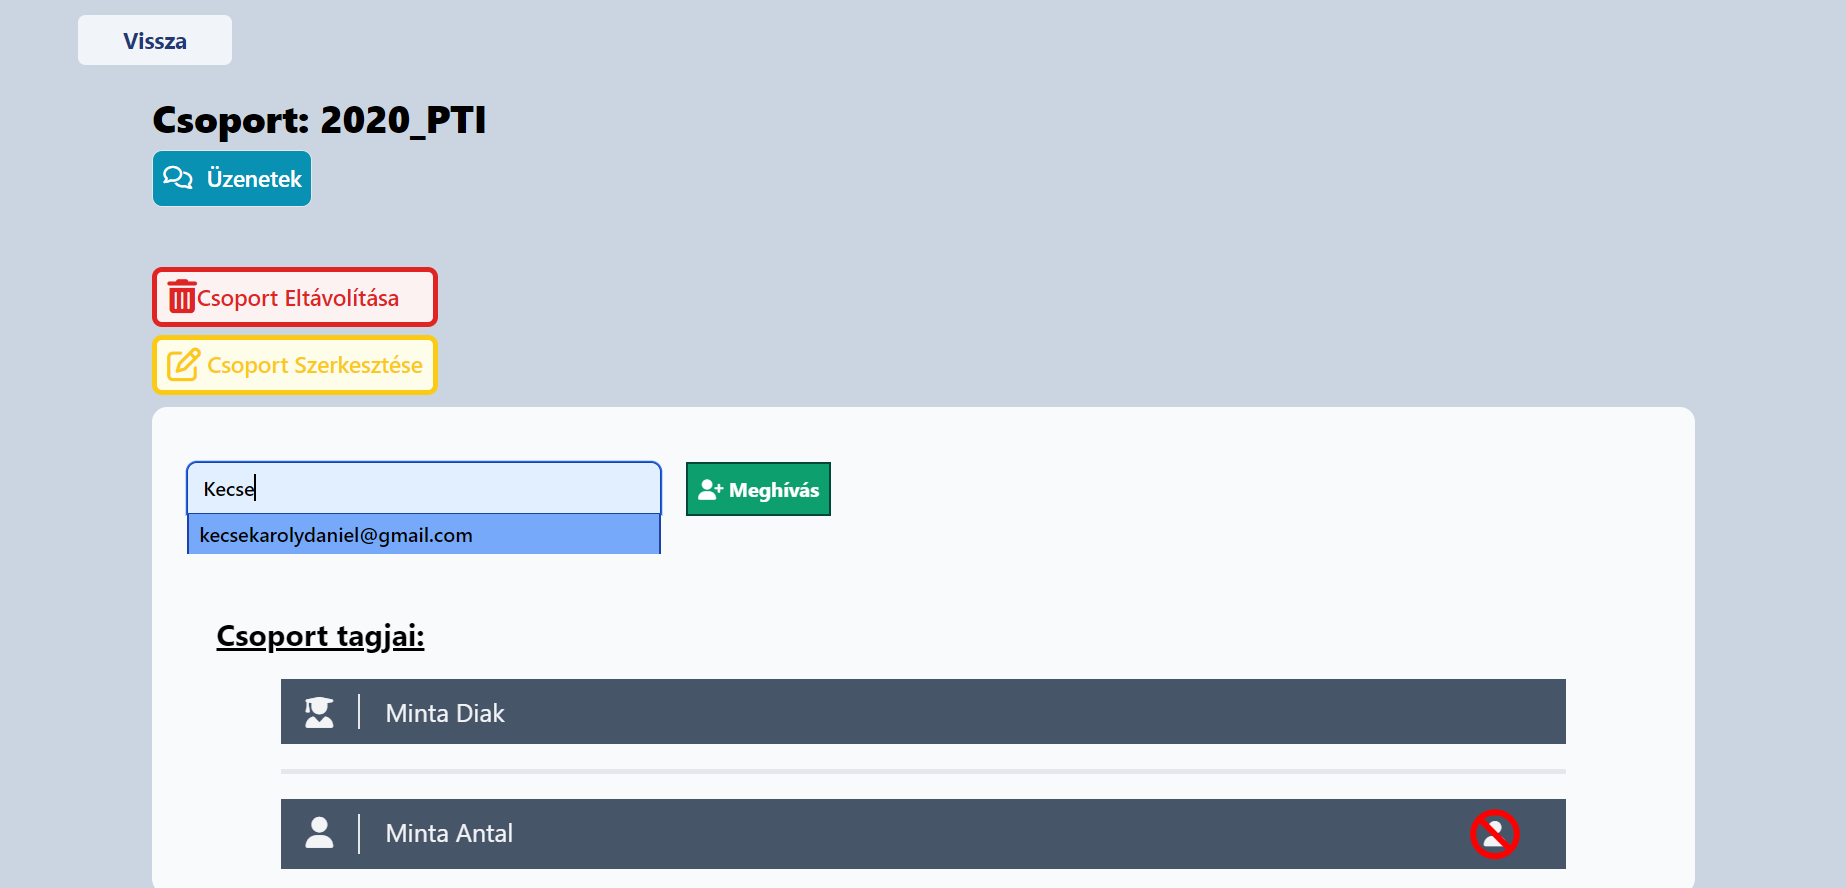 Vissza
Csoport: 2020_PTI
Üzenetek
Csoport Eltávolítása
Csoport Szerkesztése
Kecse
Meghívás
kecsekarolydaniel@gmail.com
Csoport tagjai:
Minta Diak
Minta Antal